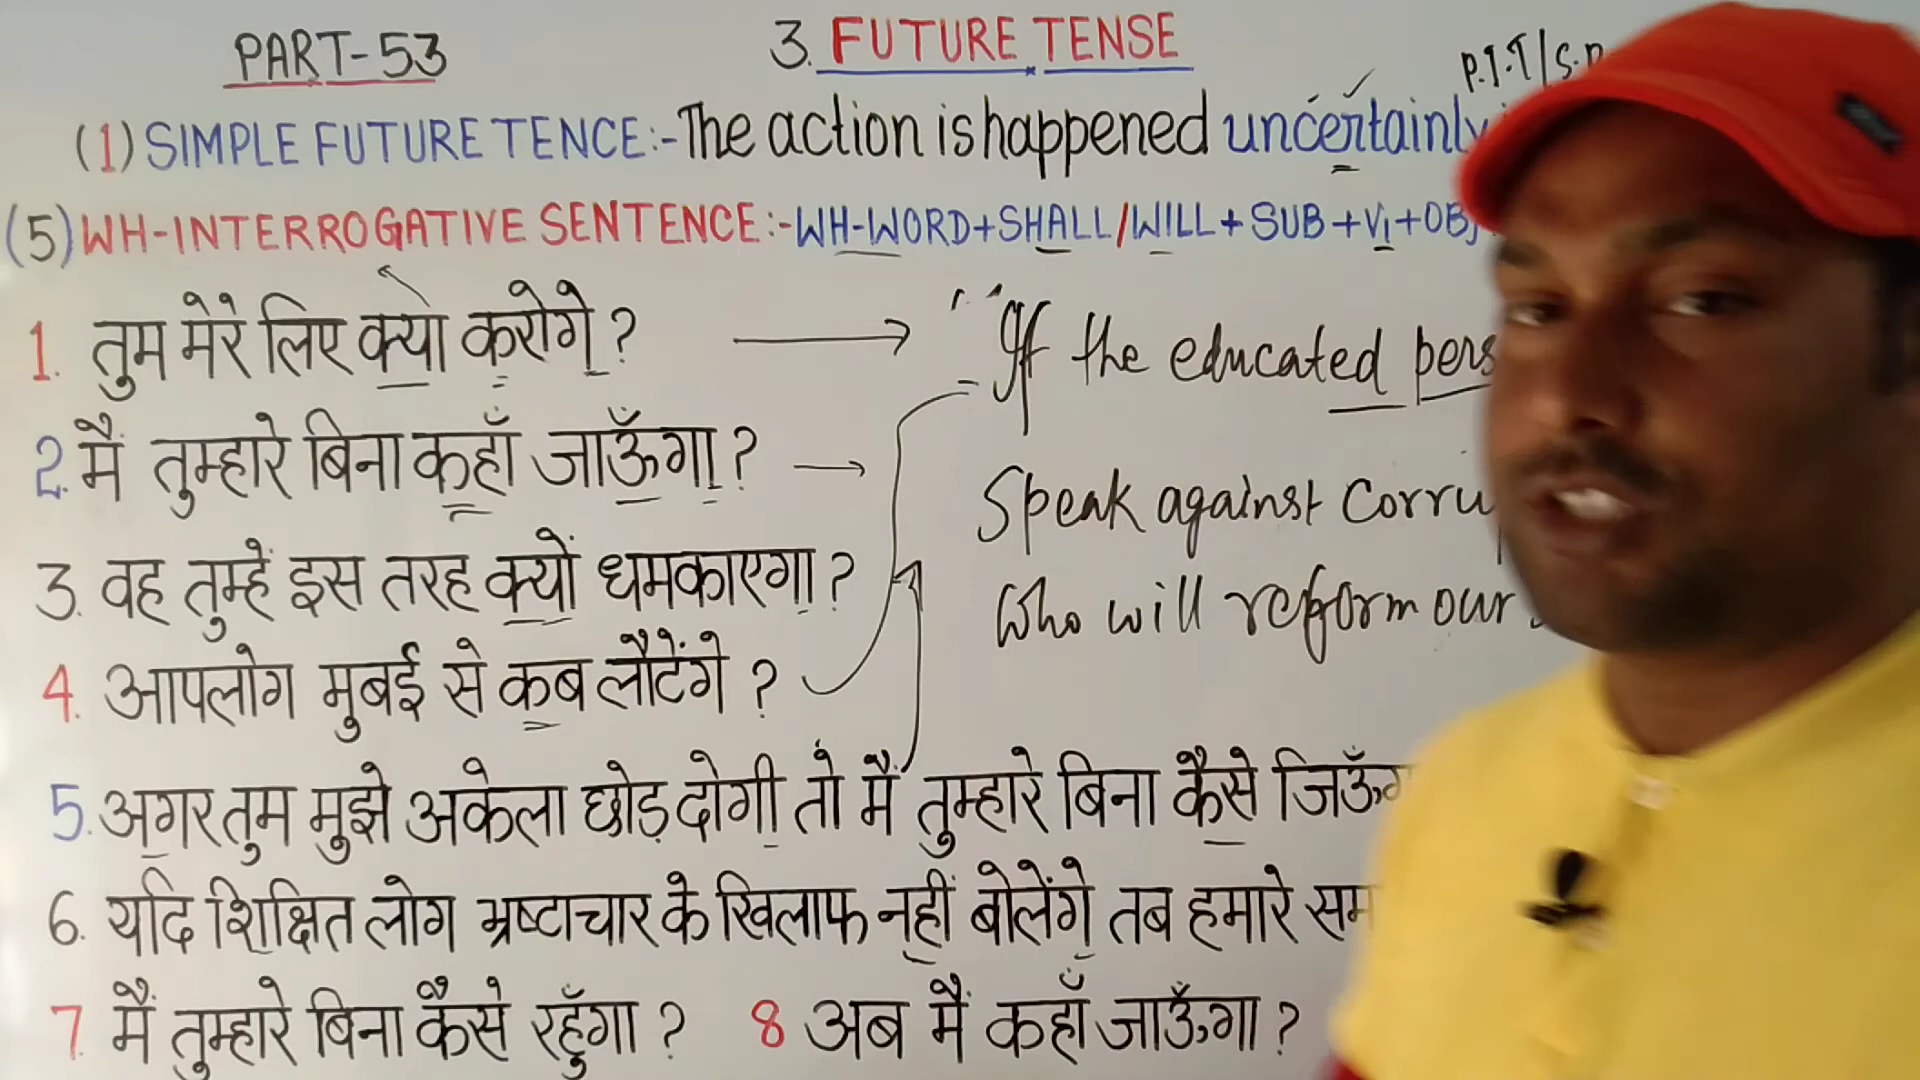 PART-53
3. FUTURE TENSE
P.I.T/S.P
(1) SIMPLE FUTURE TENCE:- The action is happened uncertainly
(5) WH-INTERROGATIVE SENTENCE:- WH-WORD+SHALL/WILL+SUB+V1+OBJ
1. तुम मेरे लिए क्या करोगे?
"If the educated
2. मैं तुम्हारे बिना कहाँ जाऊँगा?
Speak against
3. वह तुम्हें इस तरह क्यों धमकाएगा?
Who will reform our
4. आपलोग मुबई से कब लौटेंगे?
5. अगर तुम मुझे अकेला छोड़ दोगी तो मैं तुम्हारे बिना कैसे
6. यदि शिक्षित लोग भ्रष्टाचार के खिलाफ नहीं बोलेंगे तब हमारे
7. मैं तुम्हारे बिना कैसे रहुँगा? 8 अब मैं कहाँ जाऊँगा?